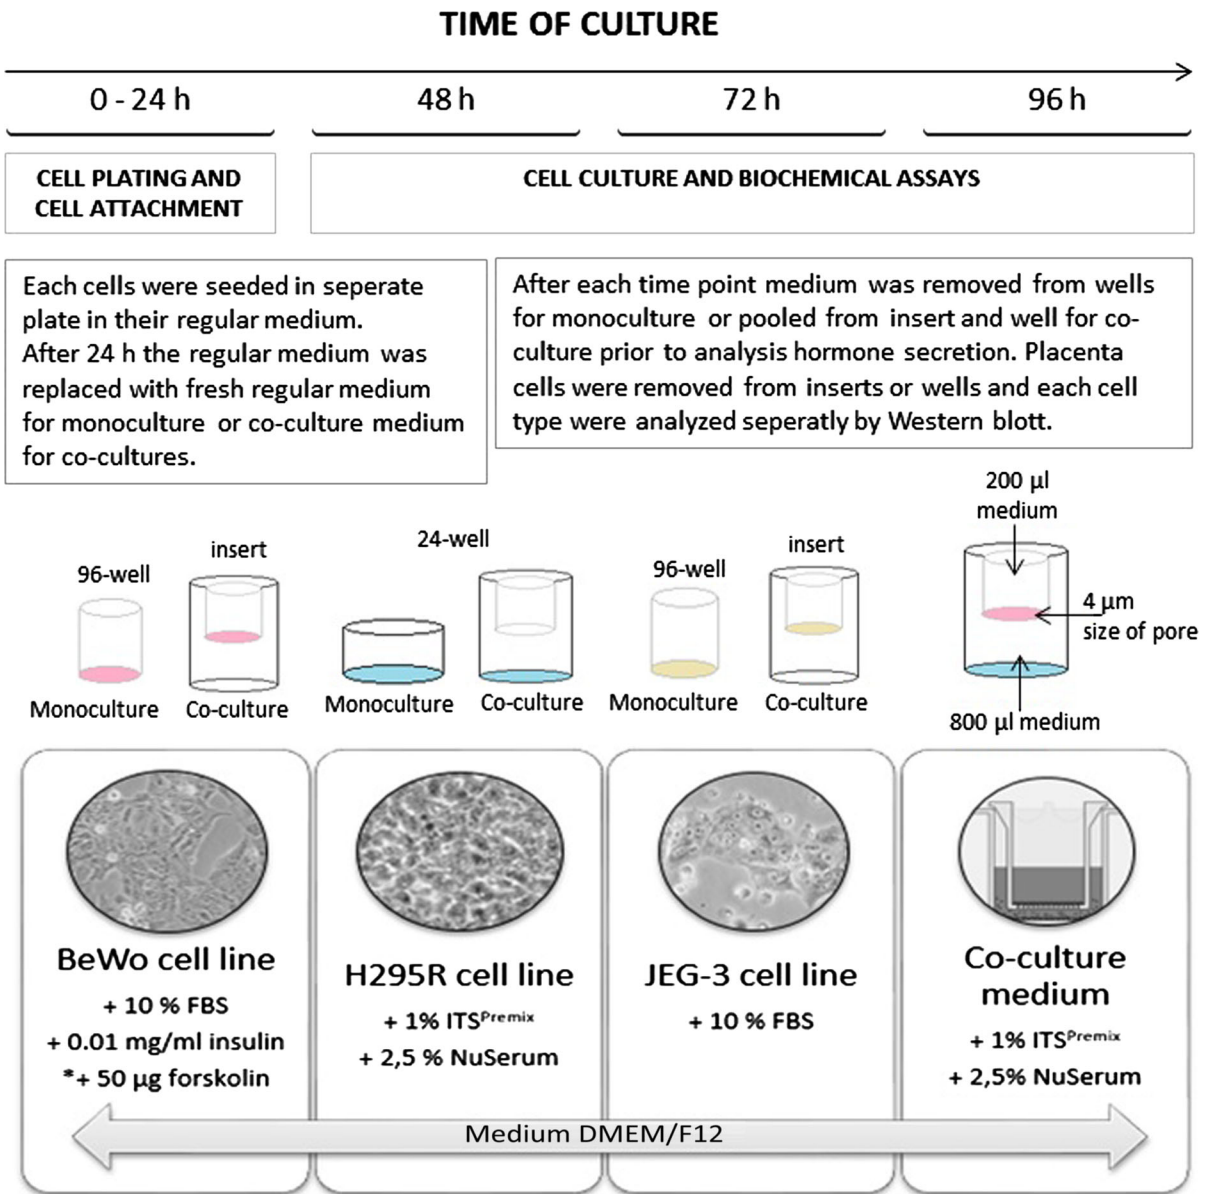 TIME OF CULTURE
0 - 24 h
48 h
72 h
96 h
CELL PLATING AND
CELL ATTACHMENT
CELL CULTURE AND BIOCHEMICAL ASSAYS
Each cells were seeded in seperate
plate in their regular medium.
After 24 h the regular medium was
replaced with fresh regular medium
for monoculture or co-culture medium
for co-cultures.
After each time point medium was removed from wells
for monoculture or pooled from insert and well for co-
culture prior to analysis hormone secretion. Placenta
cells were removed from inserts or wells and each cell
type were analyzed seperatly by Western blott.
96-well
insert
Monoculture
Co-culture
24-well
Monoculture
Co-culture
96-well
insert
Monoculture
Co-culture
200 µl
medium
4 µm
size of pore
800 µl medium
BeWo cell line
+ 10 % FBS
+ 0.01 mg/ml insulin
*+ 50 µg forskolin
H295R cell line
+ 1% ITSPremix
+ 2,5 % NuSerum
JEG-3 cell line
+ 10 % FBS
Co-culture
medium
+ 1% ITSPremix
+ 2,5% NuSerum
Medium DMEM/F12